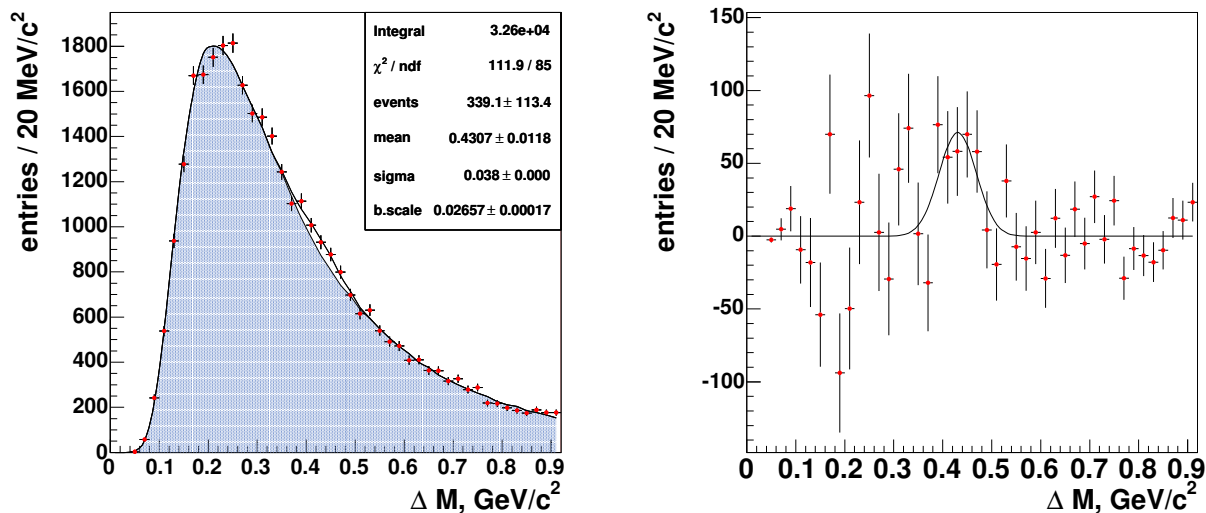 entries / 20 MeV/c²
1800
1600
1400
1200
1000
800
600
400
200
0
0 0.1 0.2 0.3 0.4 0.5 0.6 0.7 0.8 0.9
Δ M, GeV/c²
Integral 3.26e+04
χ² / ndf 111.9 / 85
events 339.1 ± 113.4
mean 0.4307 ± 0.0118
sigma 0.038 ± 0.000
b.scale 0.02657 ± 0.00017
entries / 20 MeV/c²
150
100
50
0
-50
-100
0 0.1 0.2 0.3 0.4 0.5 0.6 0.7 0.8 0.9
Δ M, GeV/c²